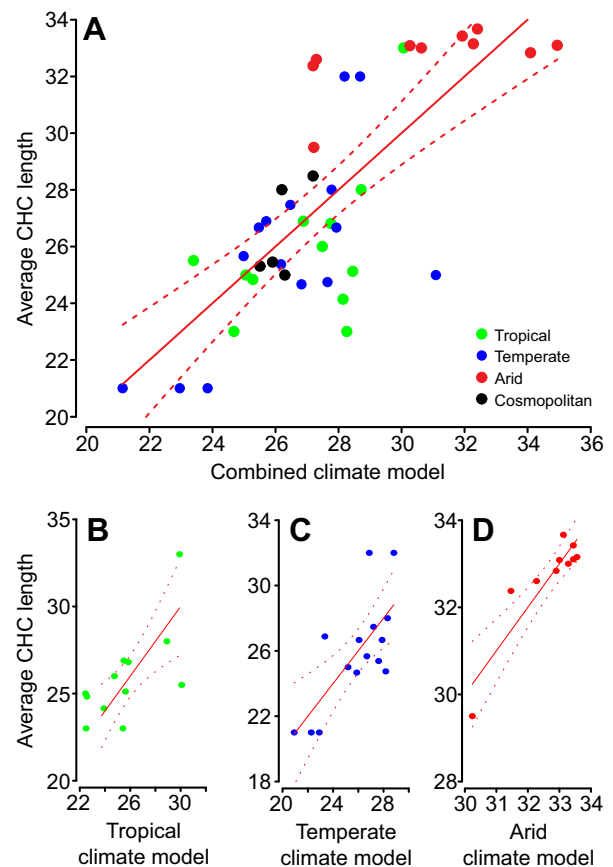 A
Average CHC length
34
32
30
28
26
24
22
20
20 22 24 26 28 30 32 34 36
Combined climate model
Tropical
Temperate
Arid
Cosmopolitan
B
Average CHC length
35
30
25
20
22 26 30
Tropical
climate model
C
34
30
26
22
18
20 22 24 26 28
Temperate
climate model
D
34
32
30
28
30 31 32 33 34
Arid
climate model